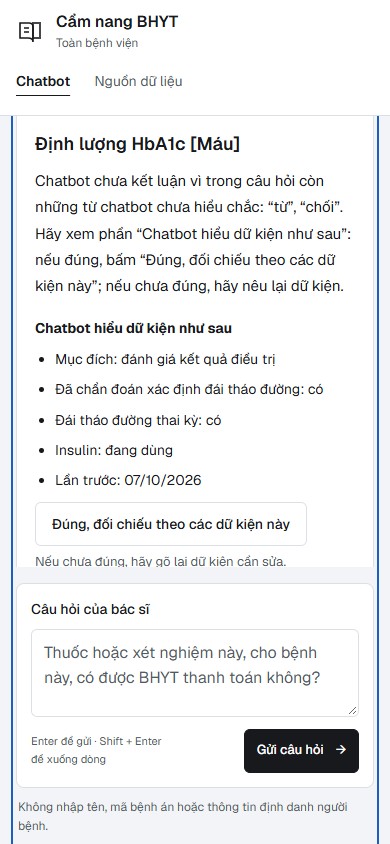 Cẩm nang BHYT
Toàn bệnh viện
Chatbot Nguồn dữ liệu
Định lượng HbA1c [Máu]
Chatbot chưa kết luận vì trong câu hỏi còn
những từ chatbot chưa hiểu chắc: “từ”, “chối”.
Hãy xem phần “Chatbot hiểu dữ kiện như sau”:
nếu đúng, bấm “Đúng, đối chiếu theo các dữ
kiện này”; nếu chưa đúng, hãy nêu lại dữ kiện.
Chatbot hiểu dữ kiện như sau
• Mục đích: đánh giá kết quả điều trị
• Đã chẩn đoán xác định đái tháo đường: có
• Đái tháo đường thai kỳ: có
• Insulin: đang dùng
• Lần trước: 07/10/2026
Đúng, đối chiếu theo các dữ kiện này
Nếu chưa đúng, hãy gõ lại dữ kiện cần sửa.
Câu hỏi của bác sĩ
Thuốc hoặc xét nghiệm này, cho bệnh
này, có được BHYT thanh toán không?
Enter để gửi · Shift + Enter
để xuống dòng
Gửi câu hỏi →
Không nhập tên, mã bệnh án hoặc thông tin định danh người
bệnh.